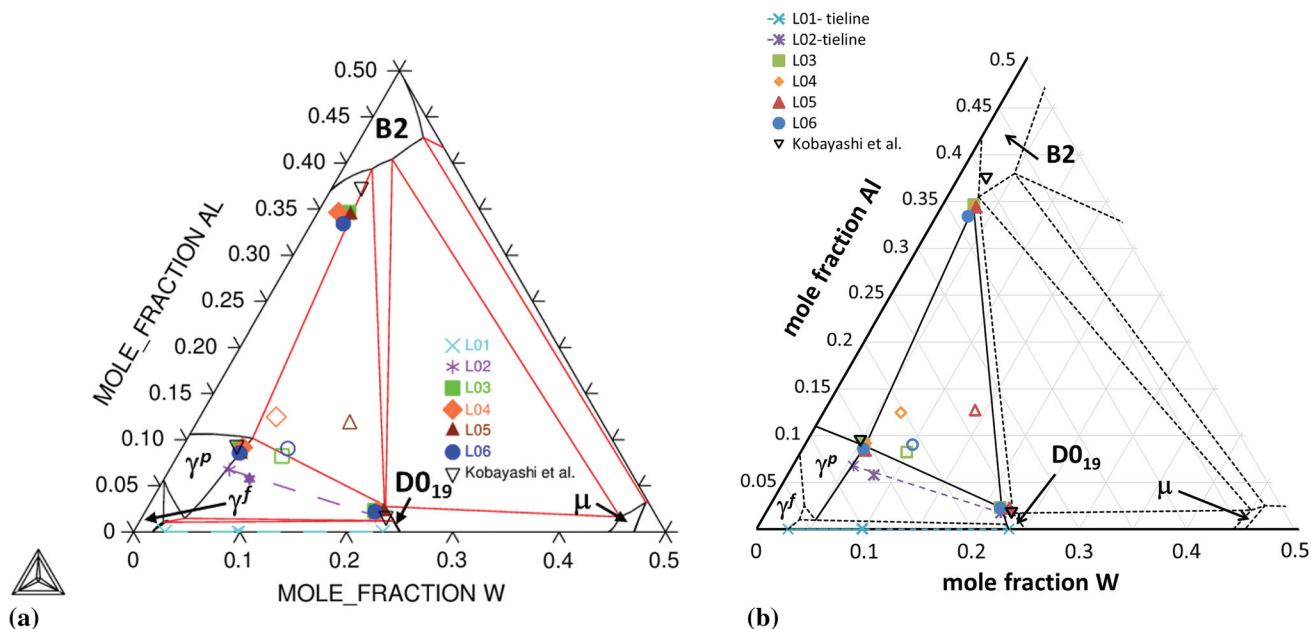 0.50
0.45
0.40
0.35
0.30
0.25
0.20
0.15
0.10
0.05
0
MOLE_FRACTION AL
B2
L01
L02
L03
L04
L05
L06
Kobayashi et al.
γᵖ
γᶠ
D0₁₉
μ
0 0.1 0.2 0.3 0.4 0.5
MOLE_FRACTION W
(a)
L01- tieline
L02-tieline
L03
L04
L05
L06
Kobayashi et al.
0.5
0.45
0.4
0.35
0.3
0.25
0.2
0.15
0.1
0.05
0
mole fraction Al
B2
γᵖ
γᶠ
D0₁₉
μ
0 0.1 0.2 0.3 0.4 0.5
mole fraction W
(b)